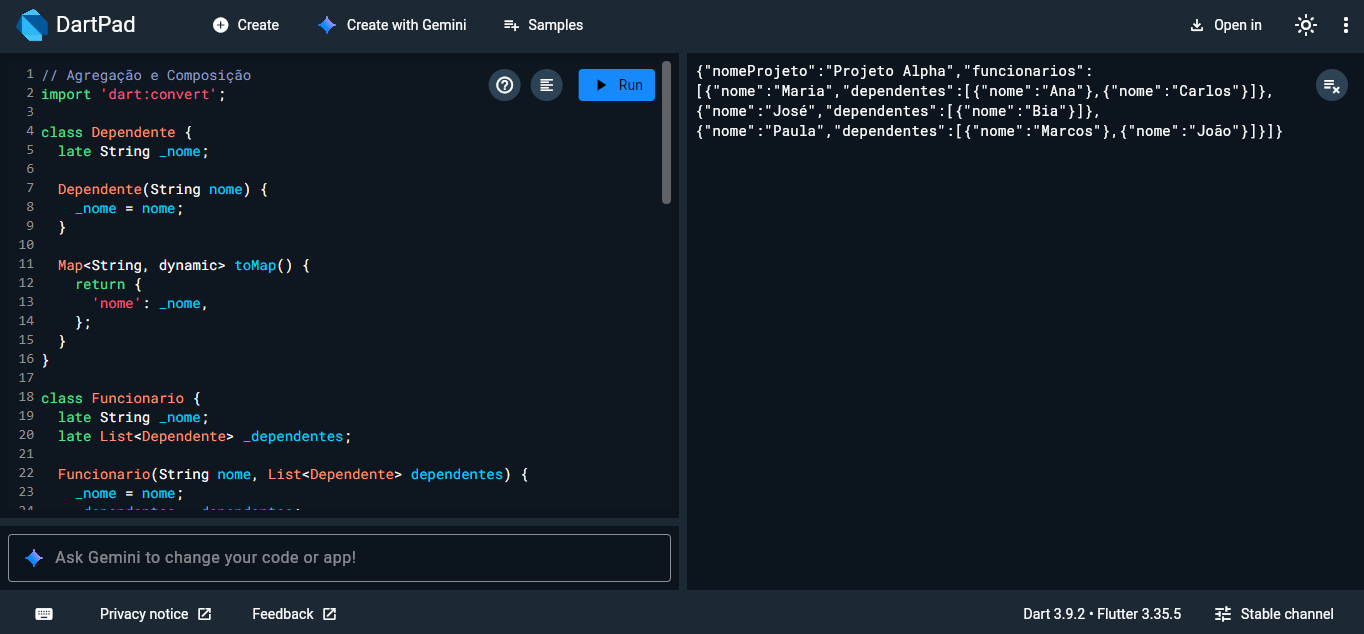 DartPad
Create
Create with Gemini
Samples
Open in
1 // Agregação e Composição
2 import 'dart:convert';
3
4 class Dependente {
5 late String _nome;
6
7 Dependente(String nome) {
8 _nome = nome;
9 }
10
11 Map<String, dynamic> toMap() {
12 return {
13 'nome': _nome,
14 };
15 }
16 }
17
18 class Funcionario {
19 late String _nome;
20 late List<Dependente> _dependentes;
21
22 Funcionario(String nome, List<Dependente> dependentes) {
23 _nome = nome;
Run
{"nomeProjeto":"Projeto Alpha","funcionarios":
[{"nome":"Maria","dependentes":[{"nome":"Ana"},{"nome":"Carlos"}]},
{"nome":"José","dependentes":[{"nome":"Bia"}]},
{"nome":"Paula","dependentes":[{"nome":"Marcos"},{"nome":"João"}]}]}
Ask Gemini to change your code or app!
Privacy notice
Feedback
Dart 3.9.2 • Flutter 3.35.5
Stable channel